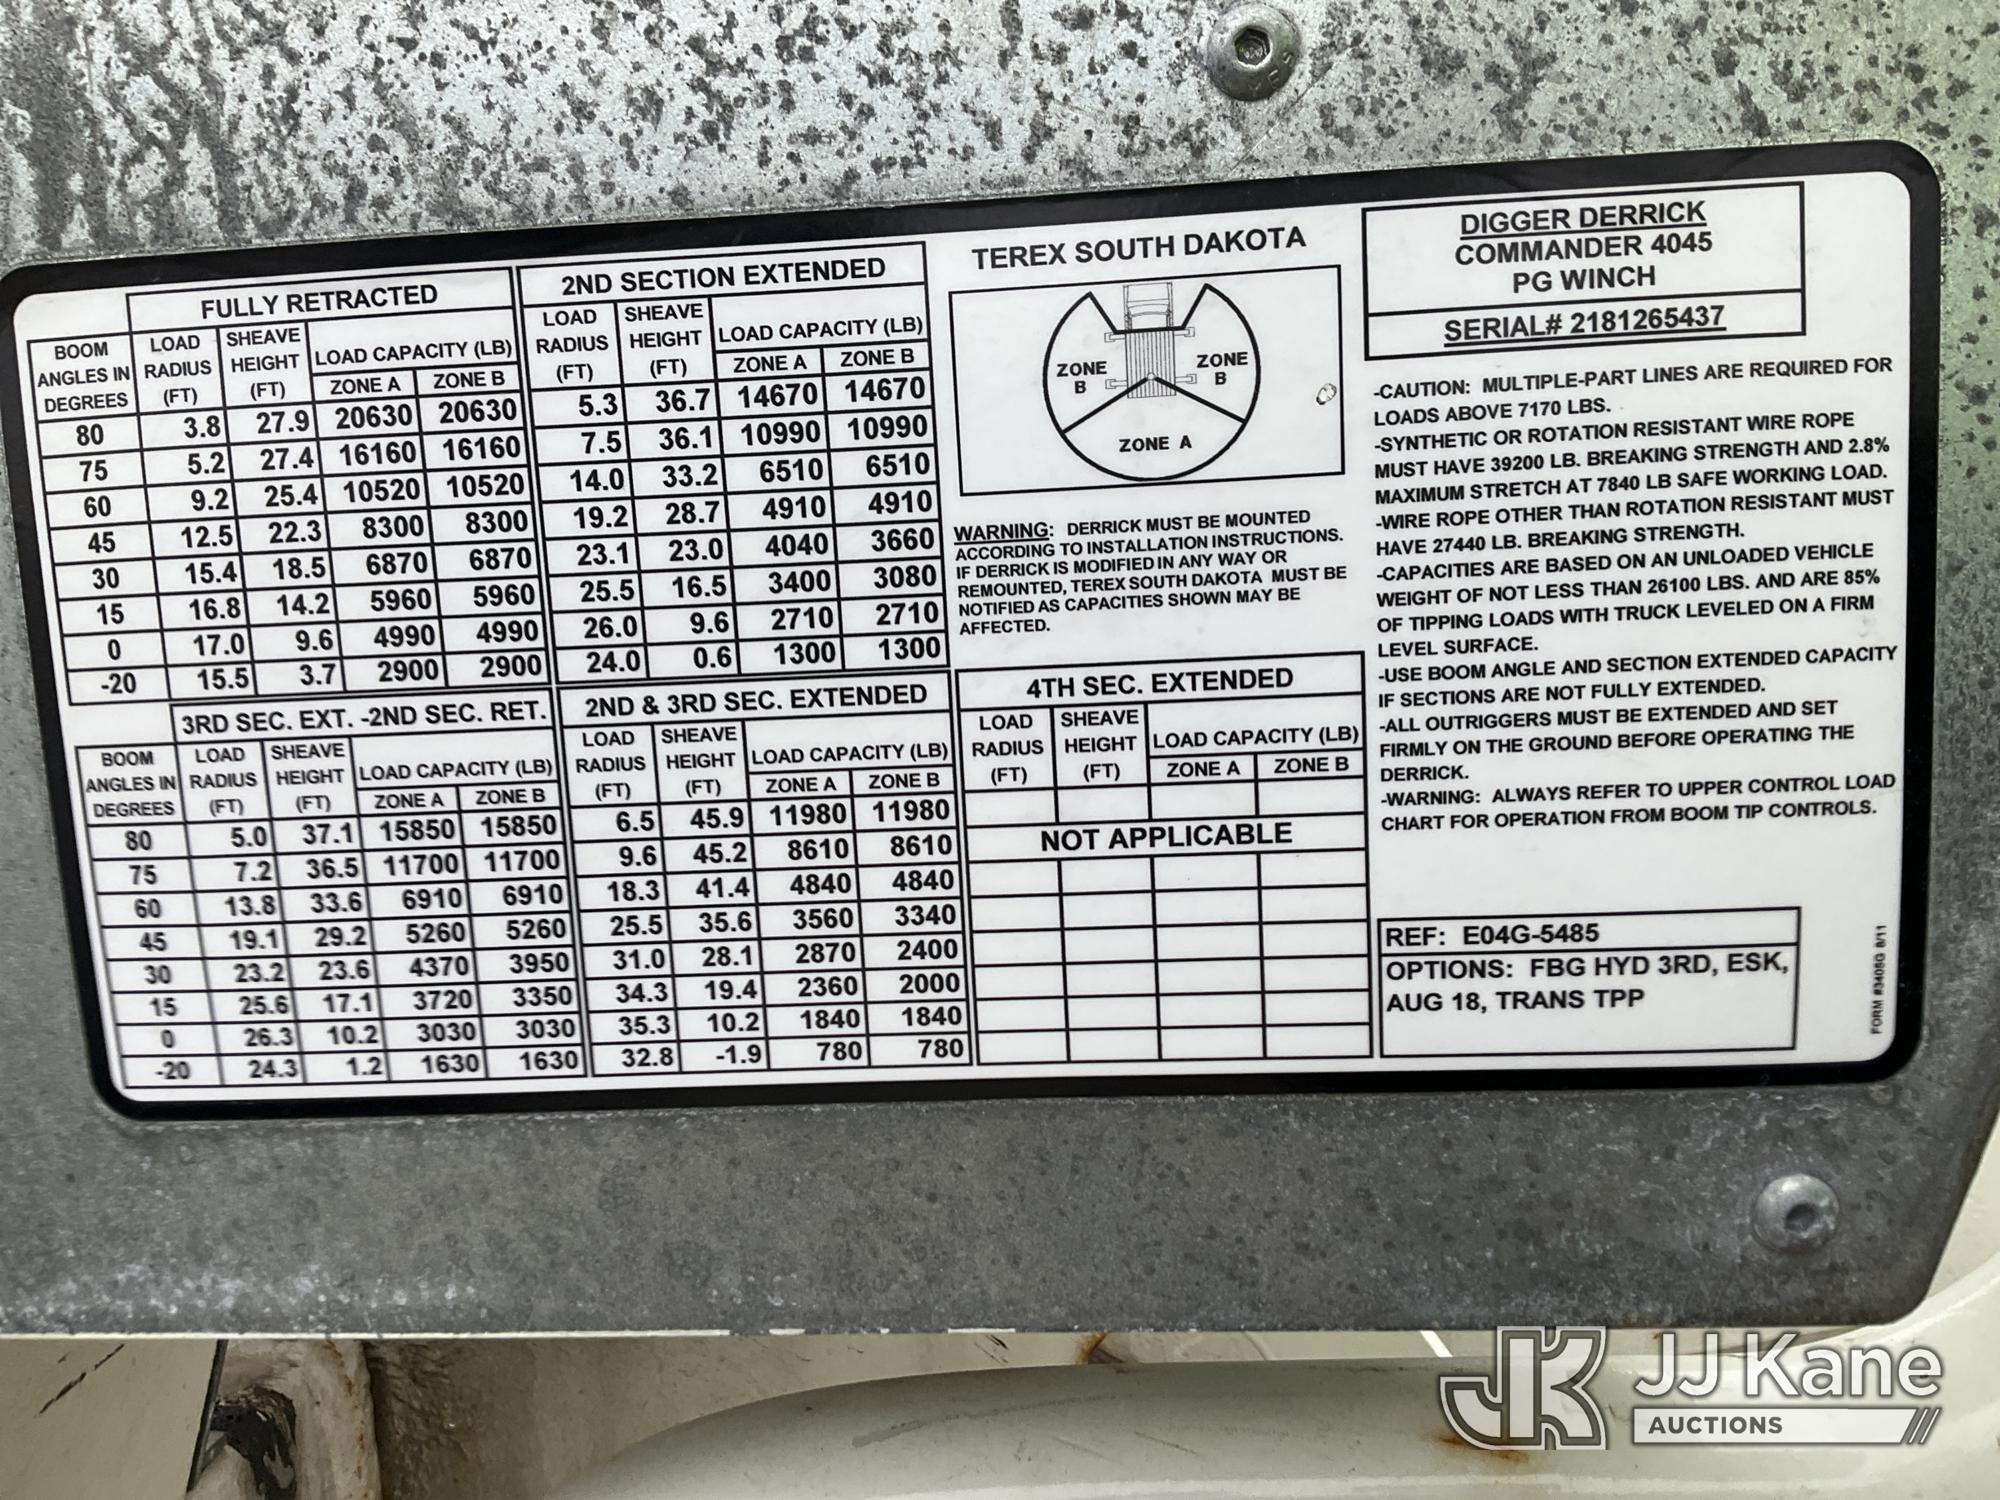 FULLY RETRACTED
BOOM ANGLES IN DEGREES | LOAD RADIUS (FT) | SHEAVE HEIGHT (FT) | LOAD CAPACITY (LB)
ZONE A | ZONE B
80 | 3.8 | 27.9 | 20630 | 20630
75 | 5.2 | 27.4 | 16160 | 16160
60 | 9.2 | 25.4 | 10520 | 10520
45 | 12.5 | 22.3 | 8300 | 8300
30 | 15.4 | 18.5 | 6870 | 6870
15 | 16.8 | 14.2 | 5960 | 5960
0 | 17.0 | 9.6 | 4990 | 4990
-20 | 15.5 | 3.7 | 2900 | 2900
2ND SECTION EXTENDED
LOAD RADIUS (FT) | SHEAVE HEIGHT (FT) | LOAD CAPACITY (LB)
ZONE A | ZONE B
5.3 | 36.7 | 14670 | 14670
7.5 | 36.1 | 10990 | 10990
14.0 | 33.2 | 6510 | 6510
19.2 | 28.7 | 4910 | 4910
23.1 | 23.0 | 4040 | 3660
25.5 | 16.5 | 3400 | 3080
26.0 | 9.6 | 2710 | 2710
24.0 | 0.6 | 1300 | 1300
3RD SEC. EXT. -2ND SEC. RET.
BOOM ANGLES IN DEGREES | LOAD RADIUS (FT) | SHEAVE HEIGHT (FT) | LOAD CAPACITY (LB)
ZONE A | ZONE B
80 | 5.0 | 37.1 | 15850 | 15850
75 | 7.2 | 36.5 | 11700 | 11700
60 | 13.8 | 33.6 | 6910 | 6910
45 | 19.1 | 29.2 | 5260 | 5260
30 | 23.2 | 23.6 | 4370 | 3950
15 | 25.6 | 17.1 | 3720 | 3350
0 | 26.3 | 10.2 | 3030 | 3030
-20 | 24.3 | 1.2 | 1630 | 1630
2ND & 3RD SEC. EXTENDED
LOAD RADIUS (FT) | SHEAVE HEIGHT (FT) | LOAD CAPACITY (LB)
ZONE A | ZONE B
6.5 | 45.9 | 11980 | 11980
9.6 | 45.2 | 8610 | 8610
18.3 | 41.4 | 4840 | 4840
25.5 | 35.6 | 3560 | 3340
31.0 | 28.1 | 2870 | 2400
34.3 | 19.4 | 2360 | 2000
35.3 | 10.2 | 1840 | 1840
32.8 | -1.9 | 780 | 780
TEREX SOUTH DAKOTA
ZONE B
ZONE B
ZONE A
WARNING: DERRICK MUST BE MOUNTED
ACCORDING TO INSTALLATION INSTRUCTIONS.
IF DERRICK IS MODIFIED IN ANY WAY OR
REMOUNTED, TEREX SOUTH DAKOTA MUST BE
NOTIFIED AS CAPACITIES SHOWN MAY BE
AFFECTED.
4TH SEC. EXTENDED
LOAD RADIUS (FT) | SHEAVE HEIGHT (FT) | LOAD CAPACITY (LB)
ZONE A | ZONE B
NOT APPLICABLE
DIGGER DERRICK
COMMANDER 4045
PG WINCH
SERIAL# 2181265437
-CAUTION: MULTIPLE-PART LINES ARE REQUIRED FOR
LOADS ABOVE 7170 LBS.
-SYNTHETIC OR ROTATION RESISTANT WIRE ROPE
MUST HAVE 39200 LB. BREAKING STRENGTH AND 2.8%
MAXIMUM STRETCH AT 7840 LB SAFE WORKING LOAD.
-WIRE ROPE OTHER THAN ROTATION RESISTANT MUST
HAVE 27440 LB. BREAKING STRENGTH.
-CAPACITIES ARE BASED ON AN UNLOADED VEHICLE
WEIGHT OF NOT LESS THAN 26100 LBS. AND ARE 85%
OF TIPPING LOADS WITH TRUCK LEVELED ON A FIRM
LEVEL SURFACE.
-USE BOOM ANGLE AND SECTION EXTENDED CAPACITY
IF SECTIONS ARE NOT FULLY EXTENDED.
-ALL OUTRIGGERS MUST BE EXTENDED AND SET
FIRMLY ON THE GROUND BEFORE OPERATING THE
DERRICK.
-WARNING: ALWAYS REFER TO UPPER CONTROL LOAD
CHART FOR OPERATION FROM BOOM TIP CONTROLS.
REF: E04G-5485
OPTIONS: FBG HYD 3RD, ESK,
AUG 18, TRANS TPP
FORM #3405G 8/11
JK JJ Kane
AUCTIONS